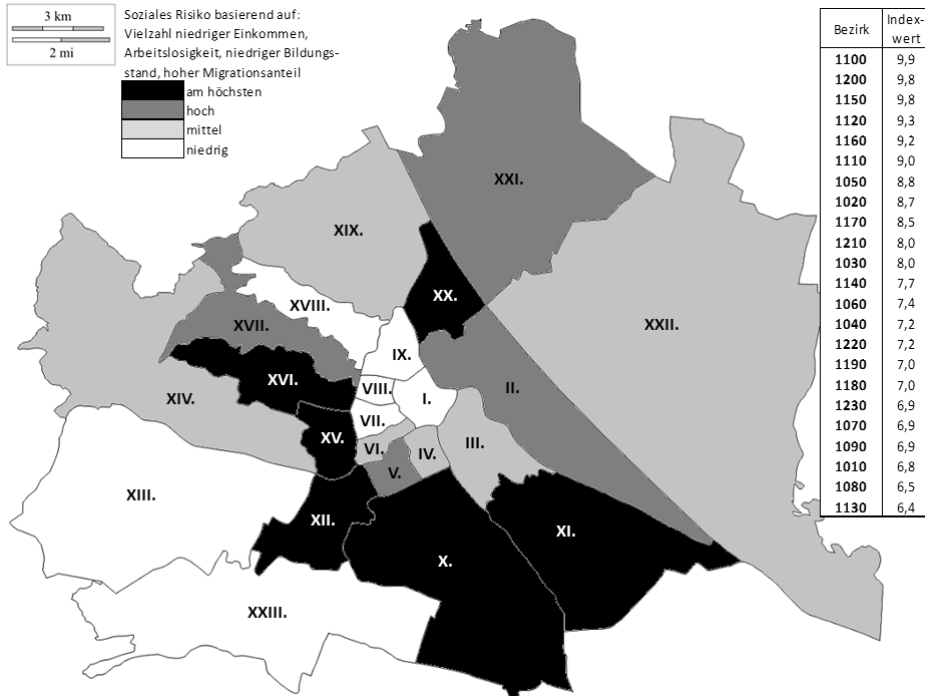 3 km
2 mi
Soziales Risiko basierend auf:
Vielzahl niedriger Einkommen,
Arbeitslosigkeit, niedriger Bildungs-
stand, hoher Migrationsanteil
am höchsten
hoch
mittel
niedrig
XXI.
XIX.
XX.
XVIII.
XXII.
XVII.
IX.
XVI.
VIII.
I.
II.
XIV.
VII.
XV.
VI.
IV.
III.
V.
XIII.
XII.
XI.
X.
XXIII.
Bezirk Index-
wert
1100 9,9
1200 9,8
1150 9,8
1120 9,3
1160 9,2
1110 9,0
1050 8,8
1020 8,7
1170 8,5
1210 8,0
1030 8,0
1140 7,7
1060 7,4
1040 7,2
1220 7,2
1190 7,0
1180 7,0
1230 6,9
1070 6,9
1090 6,9
1010 6,8
1080 6,5
1130 6,4